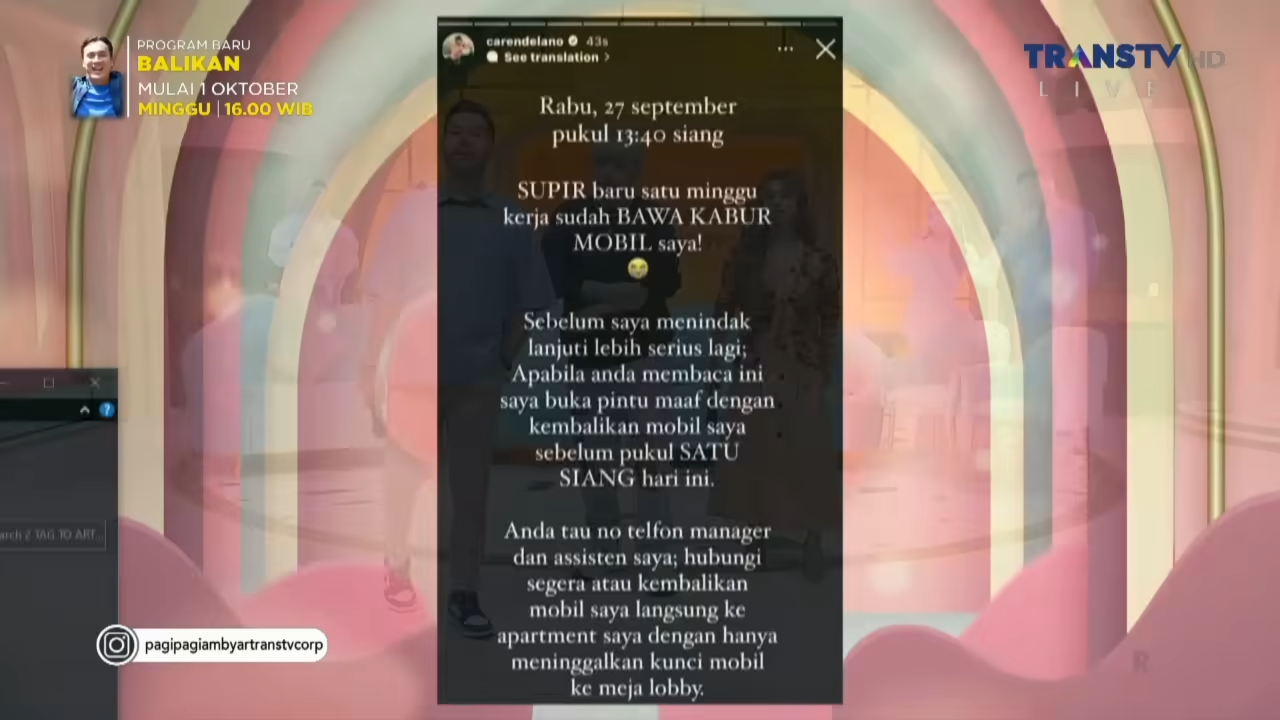 PROGRAM BARU
BALIKAN
MULAI 1 OKTOBER
MINGGU | 16.00 WIB
TRANSTV HD
LIVE
carendelano 43s
See translation >
Rabu, 27 september
pukul 13:40 siang
SUPIR baru satu minggu
kerja sudah BAWA KABUR
MOBIL saya!
Sebelum saya menindak
lanjuti lebih serius lagi;
Apabila anda membaca ini
saya buka pintu maaf dengan
kembalikan mobil saya
sebelum pukul SATU
SIANG hari ini.
Anda tau no telfon manager
dan assisten saya; hubungi
segera atau kembalikan
mobil saya langsung ke
apartment saya dengan hanya
meninggalkan kunci mobil
ke meja lobby.
TAG TO ART...
pagipagiambyartranstvcorp
R